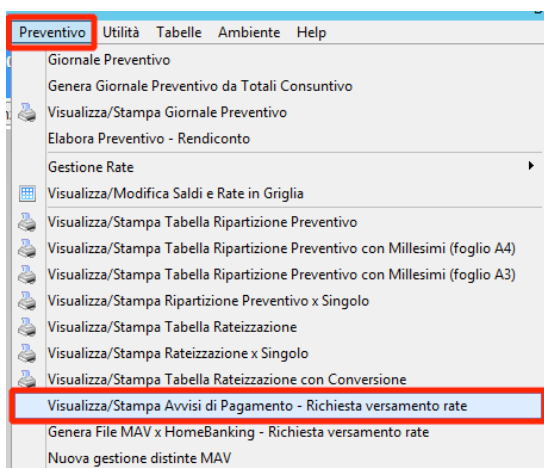 Preventivo Utilità Tabelle Ambiente Help
Giornale Preventivo
Genera Giornale Preventivo da Totali Consuntivo
Visualizza/Stampa Giornale Preventivo
Elabora Preventivo - Rendiconto
Gestione Rate
Visualizza/Modifica Saldi e Rate in Griglia
Visualizza/Stampa Tabella Ripartizione Preventivo
Visualizza/Stampa Tabella Ripartizione Preventivo con Millesimi (foglio A4)
Visualizza/Stampa Tabella Ripartizione Preventivo con Millesimi (foglio A3)
Visualizza/Stampa Ripartizione Preventivo x Singolo
Visualizza/Stampa Tabella Rateizzazione
Visualizza/Stampa Rateizzazione x Singolo
Visualizza/Stampa Tabella Rateizzazione con Conversione
Visualizza/Stampa Avvisi di Pagamento - Richiesta versamento rate
Genera File MAV x HomeBanking - Richiesta versamento rate
Nuova gestione distinte MAV